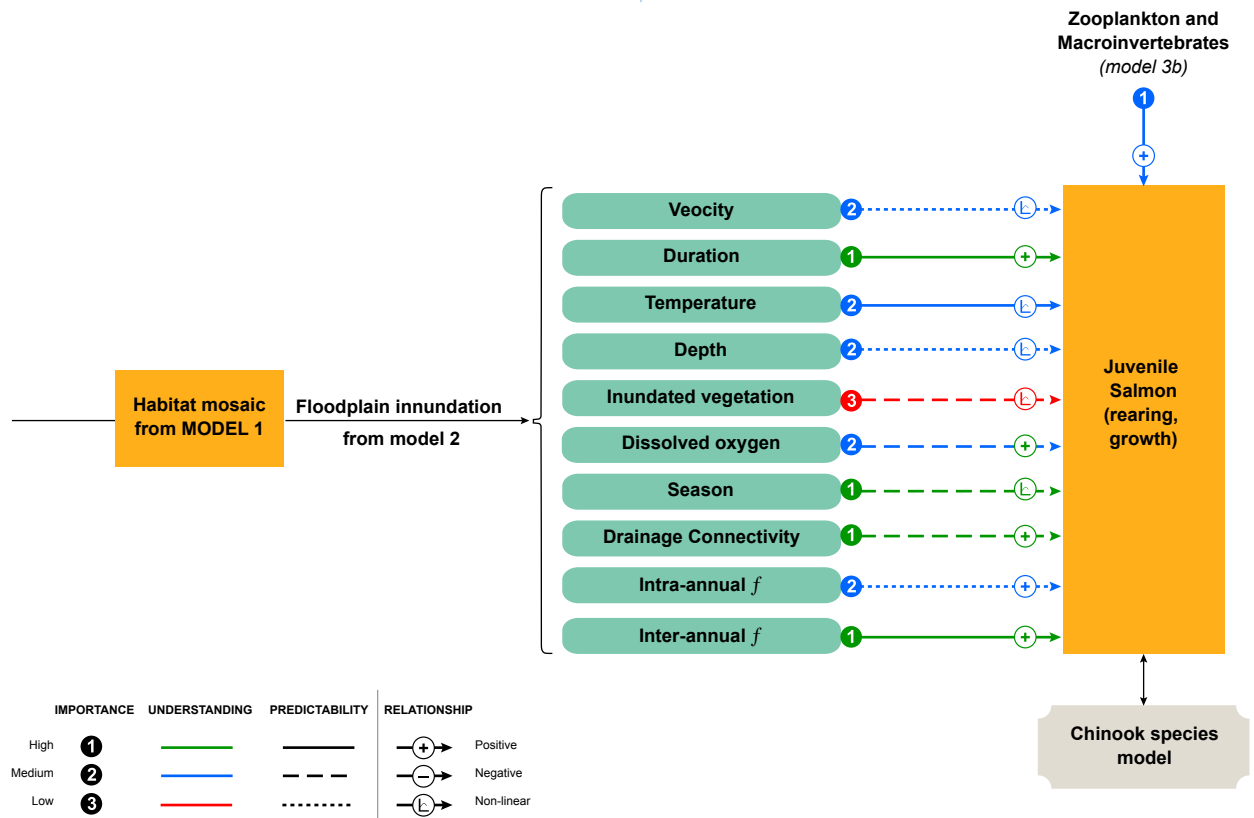 Zooplankton and
Macroinvertebrates
(model 3b)
1
+
Veocity
2
Duration
1
+
Temperature
2
Depth
2
Inundated vegetation
3
Dissolved oxygen
2
+
Season
1
Drainage Connectivity
1
+
Intra-annual f
2
+
Inter-annual f
1
+
Habitat mosaic
from MODEL 1
Floodplain innundation
from model 2
Juvenile
Salmon
(rearing,
growth)
Chinook species
model
IMPORTANCE UNDERSTANDING PREDICTABILITY RELATIONSHIP
High 1 + Positive
Medium 2 − Negative
Low 3 Non-linear